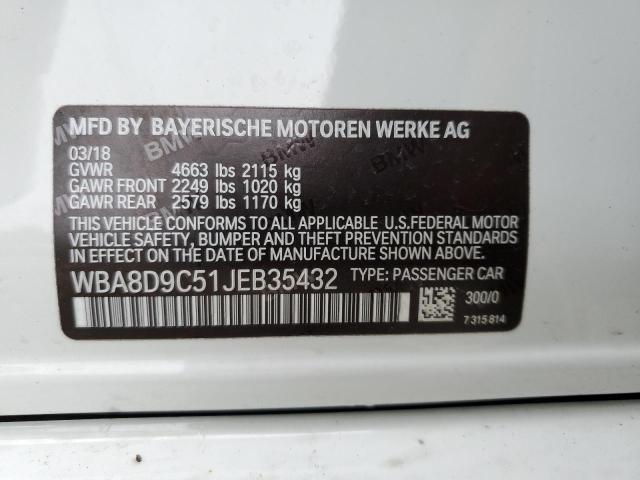 MFD BY BAYERISCHE MOTOREN WERKE AG
03/18
GVWR 4663 lbs 2115 kg
GAWR FRONT 2249 lbs 1020 kg
GAWR REAR 2579 lbs 1170 kg
THIS VEHICLE CONFORMS TO ALL APPLICABLE U.S.FEDERAL MOTOR
VEHICLE SAFETY, BUMPER AND THEFT PREVENTION STANDARDS
IN EFFECT ON THE DATE OF MANUFACTURE SHOWN ABOVE.
WBA8D9C51JEB35432 TYPE: PASSENGER CAR
300/0
7 315 814